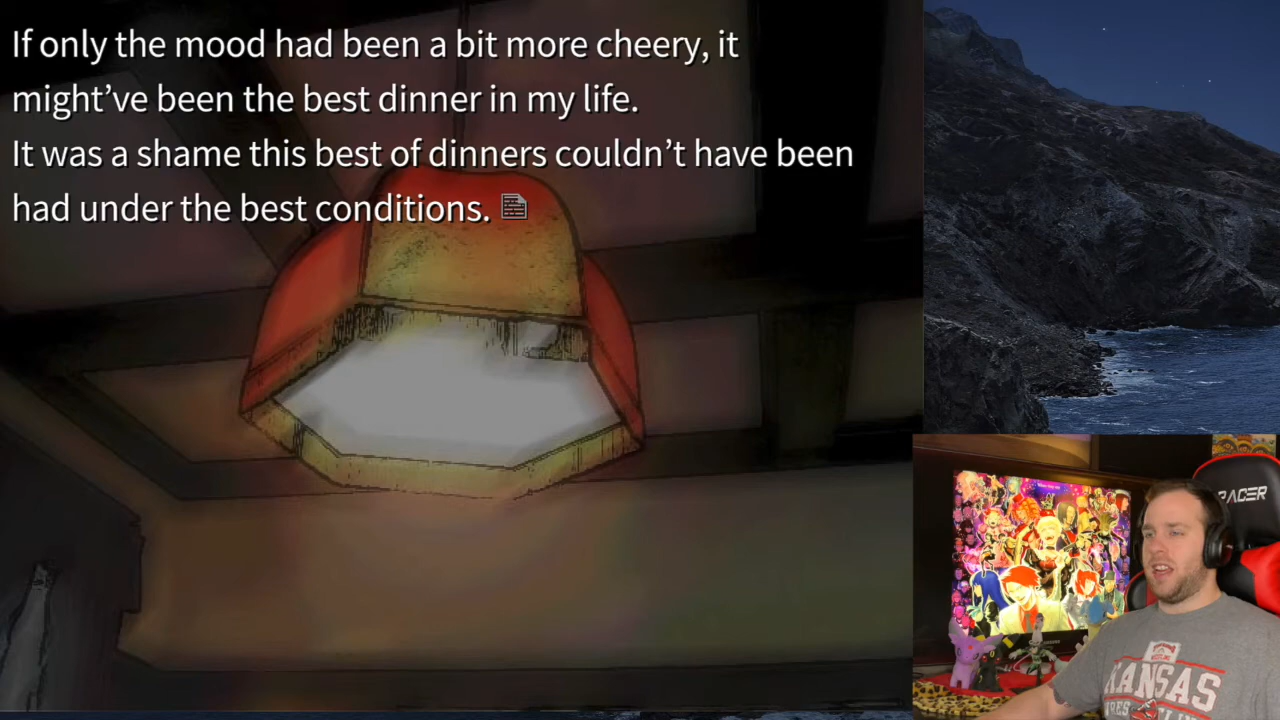 If only the mood had been a bit more cheery, it
might’ve been the best dinner in my life.
It was a shame this best of dinners couldn’t have been
had under the best conditions.
RACER
KANSAS